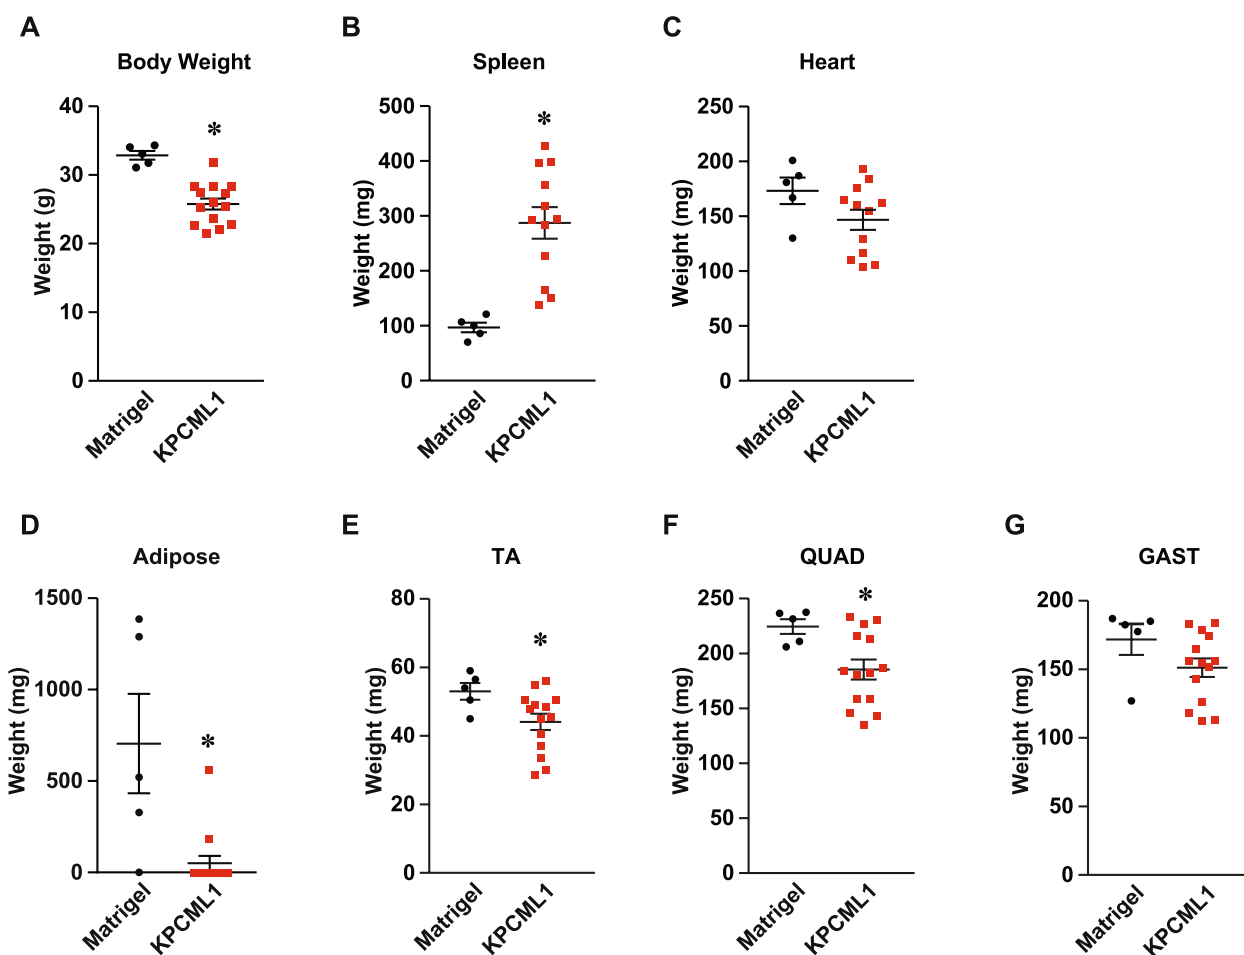 A
Body Weight
Weight (g)
40
30
20
10
0
*
Matrigel
KPCML1
B
Spleen
Weight (mg)
500
400
300
200
100
0
*
Matrigel
KPCML1
C
Heart
Weight (mg)
250
200
150
100
50
0
Matrigel
KPCML1
D
Adipose
Weight (mg)
1500
1000
500
0
*
Matrigel
KPCML1
E
TA
Weight (mg)
80
60
40
20
0
*
Matrigel
KPCML1
F
QUAD
Weight (mg)
250
200
150
100
50
0
*
Matrigel
KPCML1
G
GAST
Weight (mg)
200
150
100
50
0
Matrigel
KPCML1